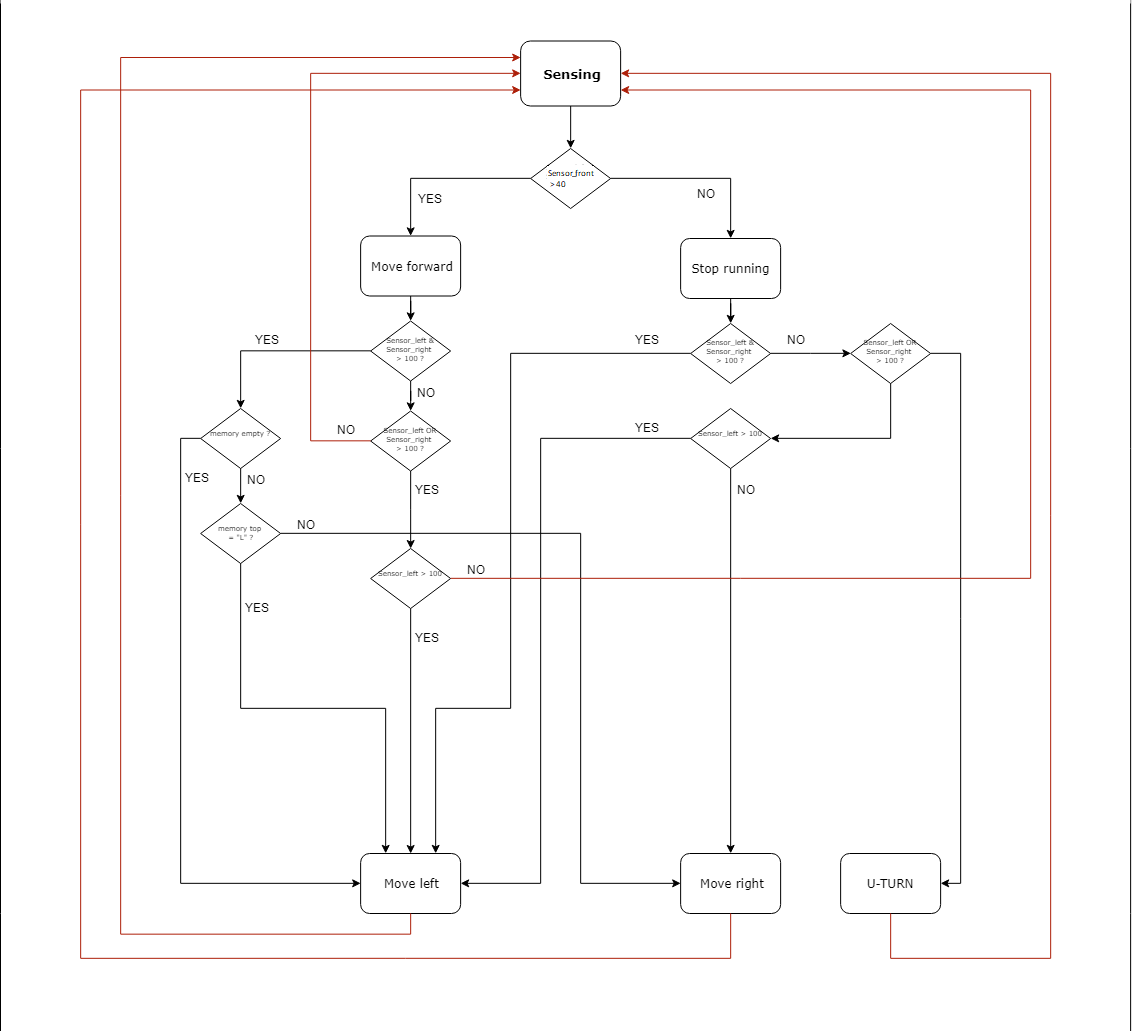 Sensing
Sensor_front
>40
YES
NO
Move forward
Stop running
YES
Sensor_left &
Sensor_right
> 100 ?
YES
Sensor_left &
Sensor_right
> 100 ?
NO
Sensor_left OR
Sensor_right
> 100 ?
NO
memory empty ?
NO
Sensor_left OR
Sensor_right
> 100 ?
YES
Sensor_left > 100
YES
NO
YES
NO
memory top
= "L" ?
NO
Sensor_left > 100
NO
YES
YES
Move left
Move right
U-TURN